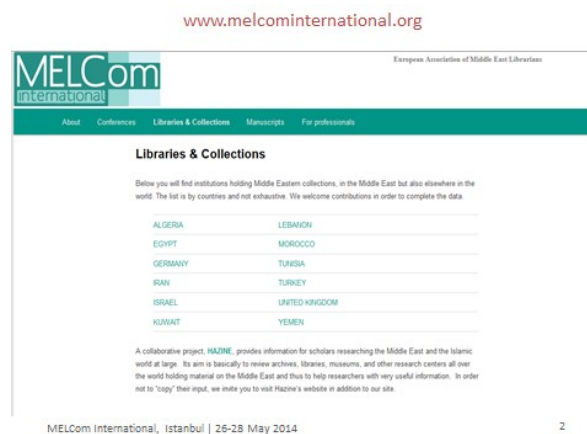 www.melcominternational.org
MELCom
international
European Association of Middle East Librarians
About Conferences Libraries & Collections Manuscripts For professionals
Libraries & Collections
Below you will find institutions holding Middle Eastern collections, in the Middle East but also elsewhere in the
world. The list is by countries and not exhaustive. We welcome contributions in order to complete the data.
ALGERIA LEBANON
EGYPT MOROCCO
GERMANY TUNISIA
IRAN TURKEY
ISRAEL UNITED KINGDOM
KUWAIT YEMEN
A collaborative project, HAZINE, provides information for scholars researching the Middle East and the Islamic
world at large. Its aim is basically to review archives, libraries, museums, and other research centers all over
the world holding material on the Middle East and thus to help researchers with very useful information. In order
not to "copy" their input, we invite you to visit Hazine's website in addition to our site.
MELCom International, Istanbul | 26-28 May 2014 2